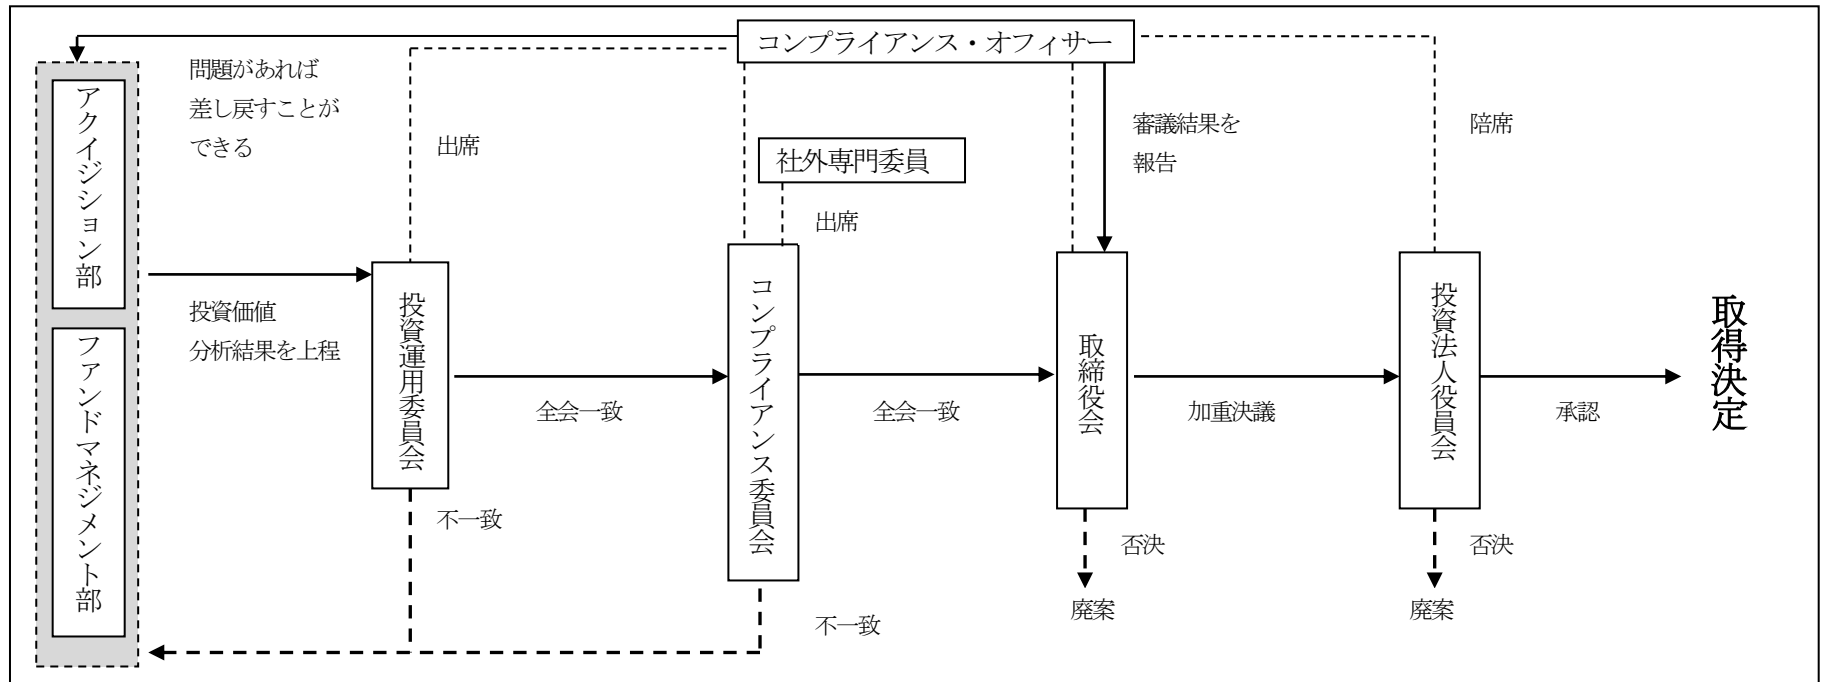 コンプライアンス・オフィサー
問題があれば
差し戻すことが
できる
出席
社外専門委員
出席
審議結果を
報告
陪席
アクイジション部
ファンドマネジメント部
投資価値
分析結果を上程
投資運用委員会
全会一致
コンプライアンス委員会
全会一致
取締役会
加重決議
投資法人役員会
承認
取得決定
不一致
不一致
否決
廃案
否決
廃案